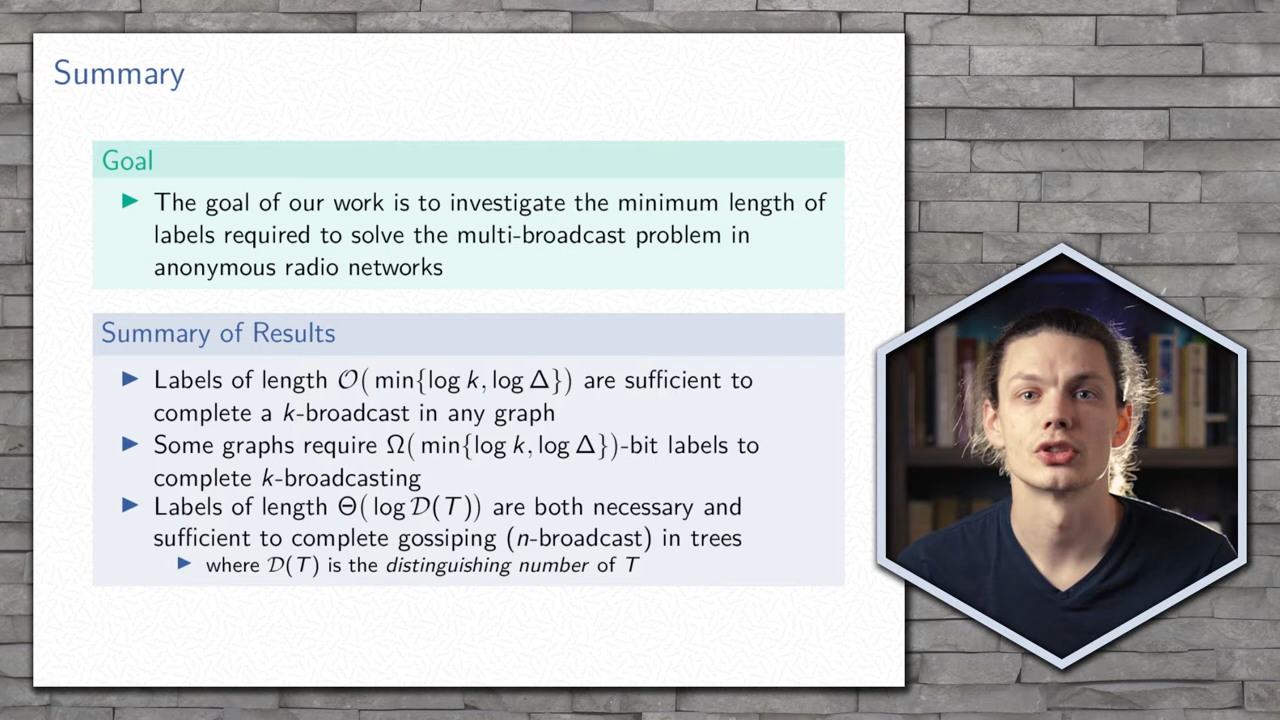 Summary
Goal
▶ The goal of our work is to investigate the minimum length of
labels required to solve the multi-broadcast problem in
anonymous radio networks
Summary of Results
▶ Labels of length 𝒪(min{log k, log Δ}) are sufficient to
complete a k-broadcast in any graph
▶ Some graphs require Ω(min{log k, log Δ})-bit labels to
complete k-broadcasting
▶ Labels of length Θ(log 𝒟(T)) are both necessary and
sufficient to complete gossiping (n-broadcast) in trees
▶ where 𝒟(T) is the distinguishing number of T